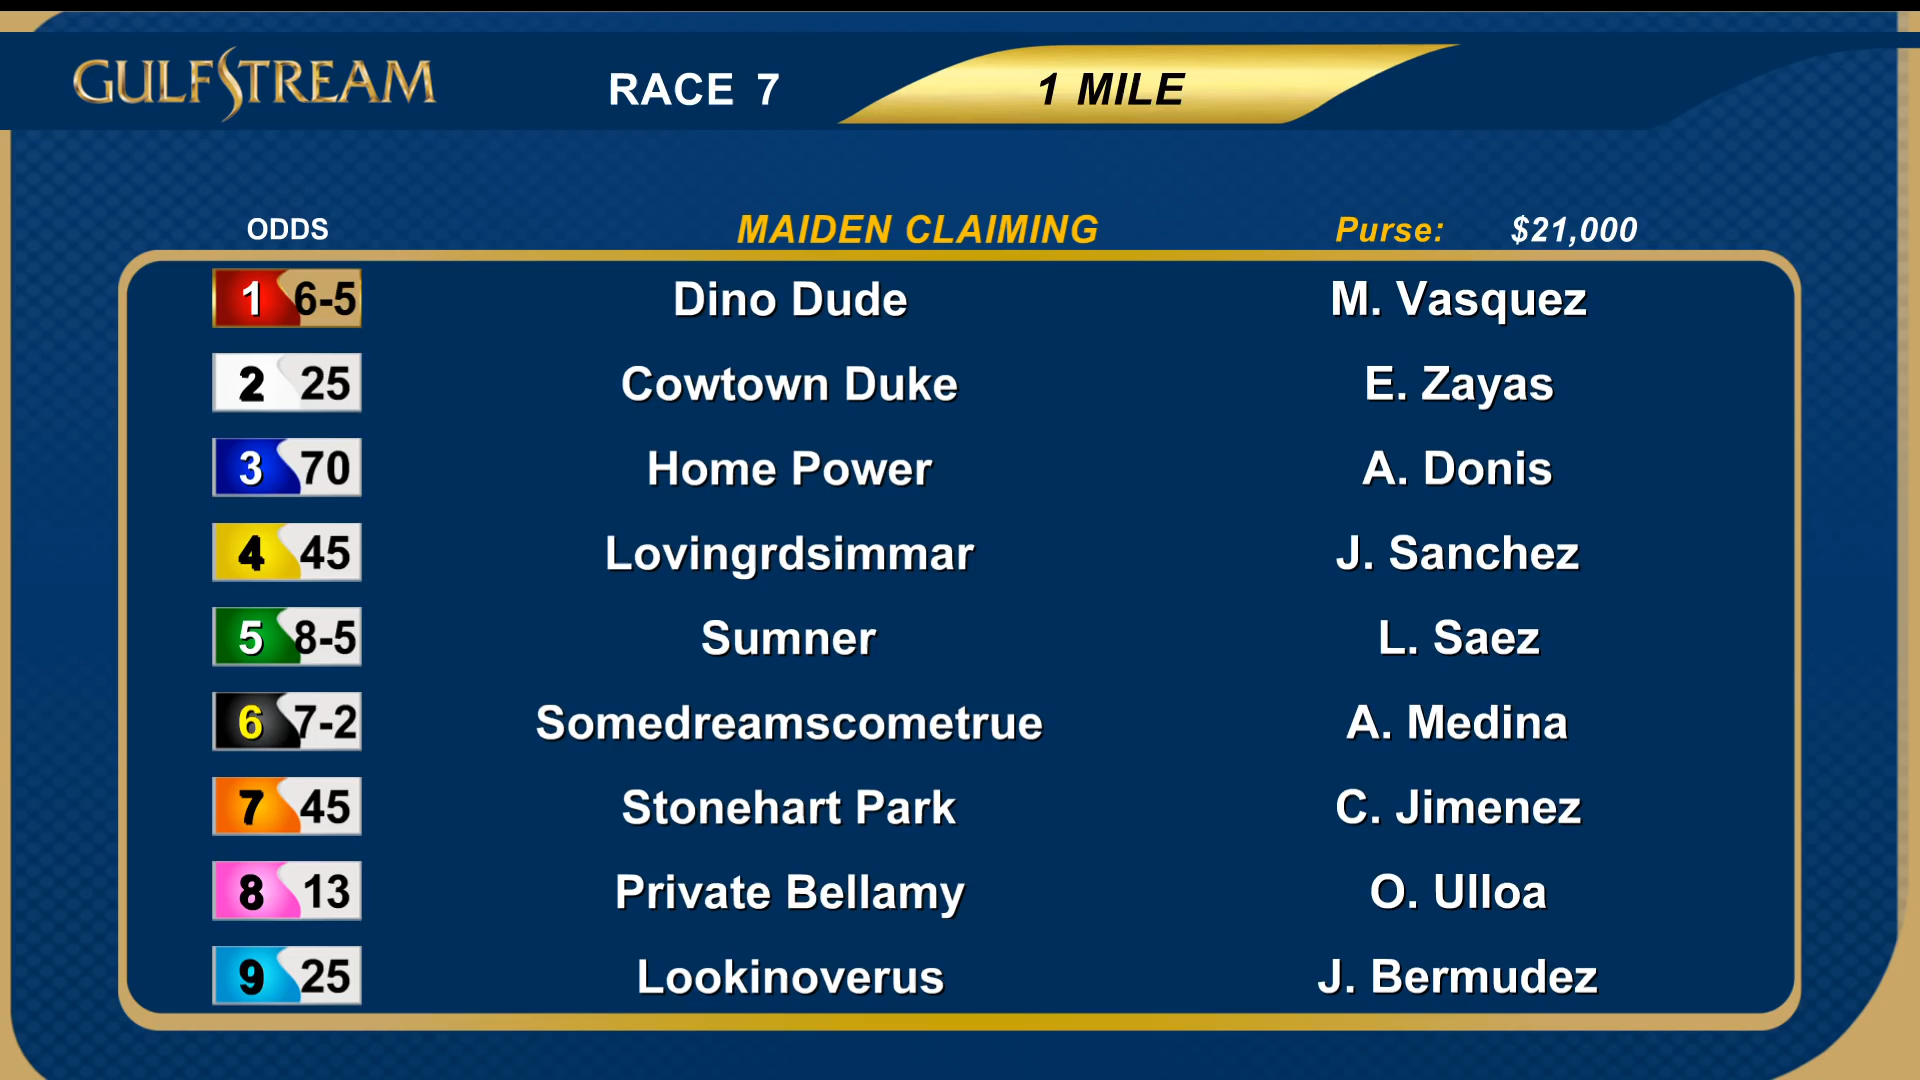 GULFSTREAM RACE 7 1 MILE
ODDS MAIDEN CLAIMING Purse: $21,000
1 6-5 Dino Dude M. Vasquez
2 25 Cowtown Duke E. Zayas
3 70 Home Power A. Donis
4 45 Lovingrdsimmar J. Sanchez
5 8-5 Sumner L. Saez
6 7-2 Somedreamscometrue A. Medina
7 45 Stonehart Park C. Jimenez
8 13 Private Bellamy O. Ulloa
9 25 Lookinoverus J. Bermudez